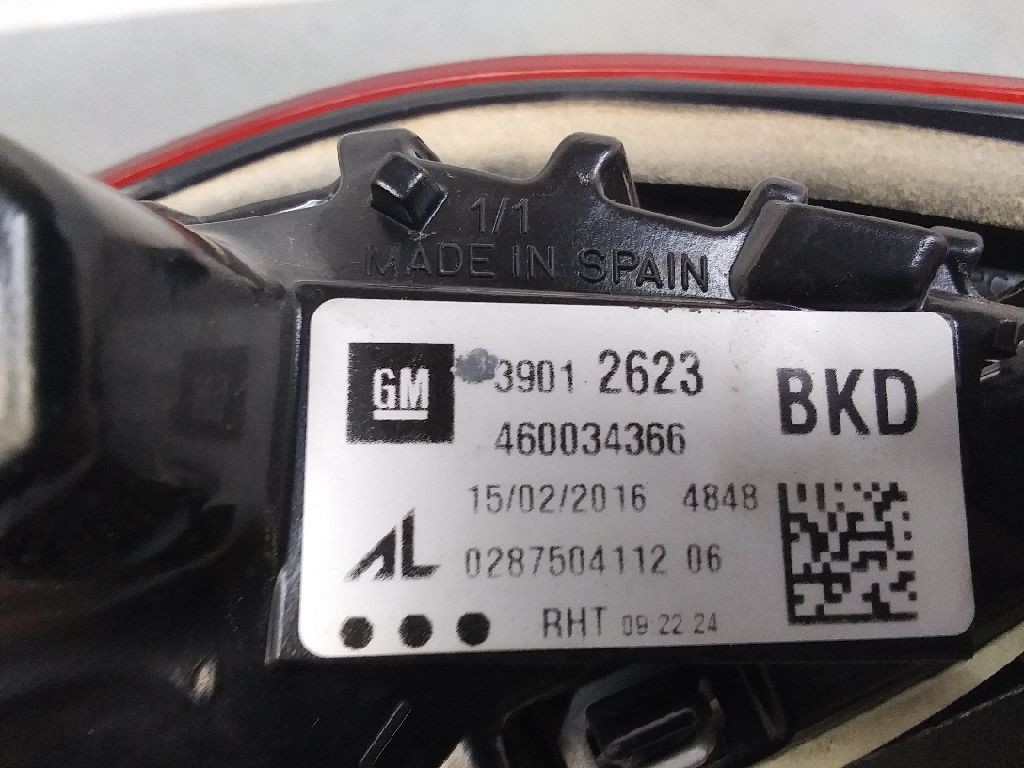 1/1
MADE IN SPAIN
GM 3901 2623 BKD
460034366
15/02/2016 4848
AL 0287504112 06
RHT 09 22 24